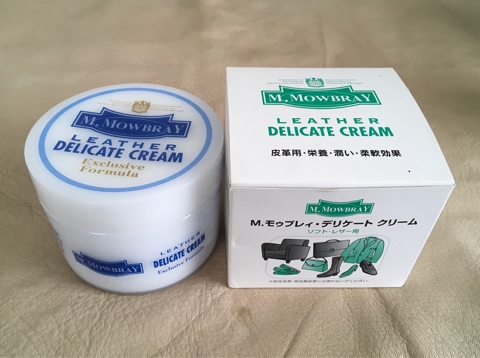 M. MOWBRAY
LEATHER
DELICATE CREAM
Exclusive
Formula
M. MOWBRAY
LEATHER
DELICATE CREAM
Exclusive Formula
M. MOWBRAY
LEATHER
DELICATE CREAM
皮革用・栄養・潤い・柔軟効果
M. MOWBRAY
M.モゥブレィ・デリケート クリーム
ソフト・レザー用